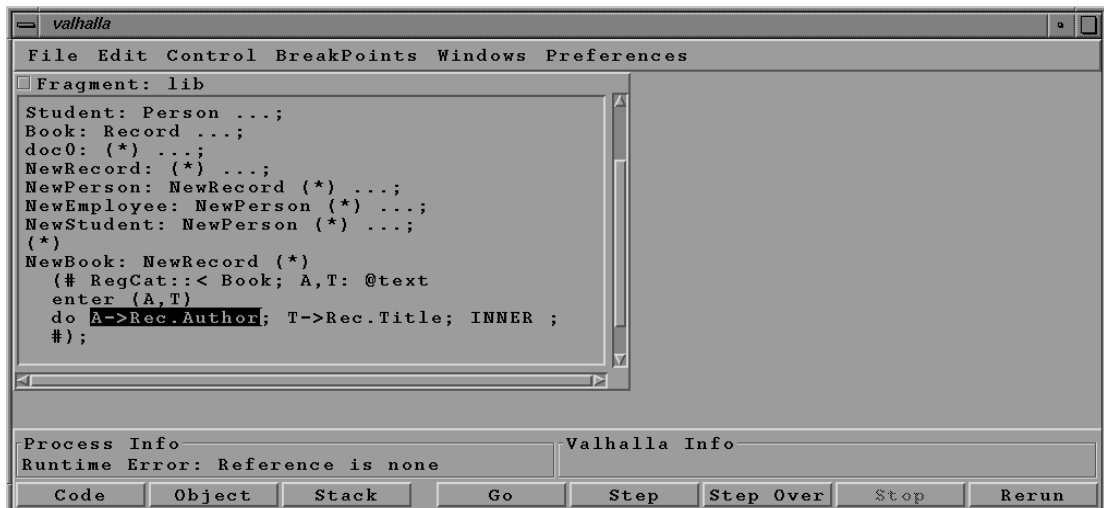 valhalla
File Edit Control BreakPoints Windows Preferences
Fragment: lib
Student: Person ...;
Book: Record ...;
doc0: (*) ...;
NewRecord: (*) ...;
NewPerson: NewRecord (*) ...;
NewEmployee: NewPerson (*) ...;
NewStudent: NewPerson (*) ...;
(*)
NewBook: NewRecord (*)
(# RegCat::< Book; A,T: @text
enter (A,T)
do A->Rec.Author; T->Rec.Title; INNER ;
#);
Process Info Valhalla Info
Runtime Error: Reference is none
Code Object Stack Go Step Step Over Stop Rerun